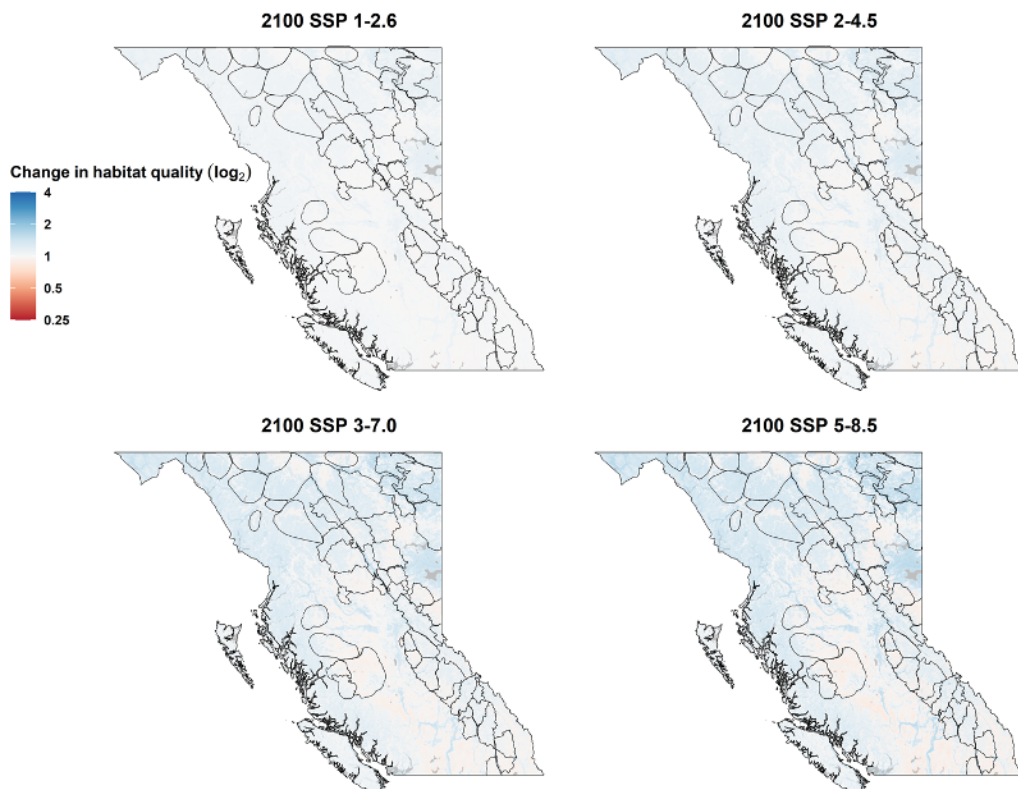 2100 SSP 1-2.6
2100 SSP 2-4.5
Change in habitat quality (log2)
4
2
1
0.5
0.25
2100 SSP 3-7.0
2100 SSP 5-8.5